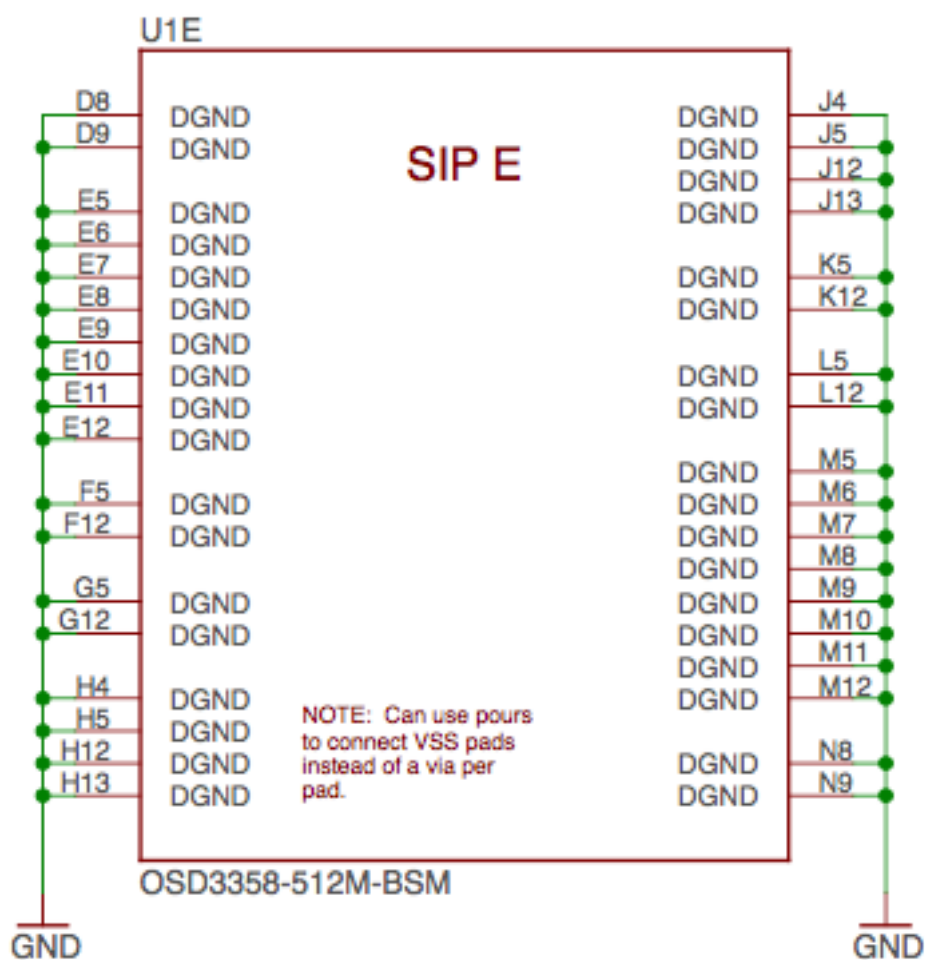 U1E
D8 DGND DGND J4
D9 DGND DGND J5
SIP E
DGND J12
E5 DGND DGND J13
E6 DGND
E7 DGND DGND K5
E8 DGND DGND K12
E9 DGND
E10 DGND DGND L5
E11 DGND DGND L12
E12 DGND
DGND M5
F5 DGND DGND M6
F12 DGND DGND M7
DGND M8
G5 DGND DGND M9
G12 DGND DGND M10
DGND M11
H4 DGND DGND M12
H5 DGND
H12 DGND DGND N8
H13 DGND DGND N9
NOTE: Can use pours
to connect VSS pads
instead of a via per
pad.
OSD3358-512M-BSM
GND GND